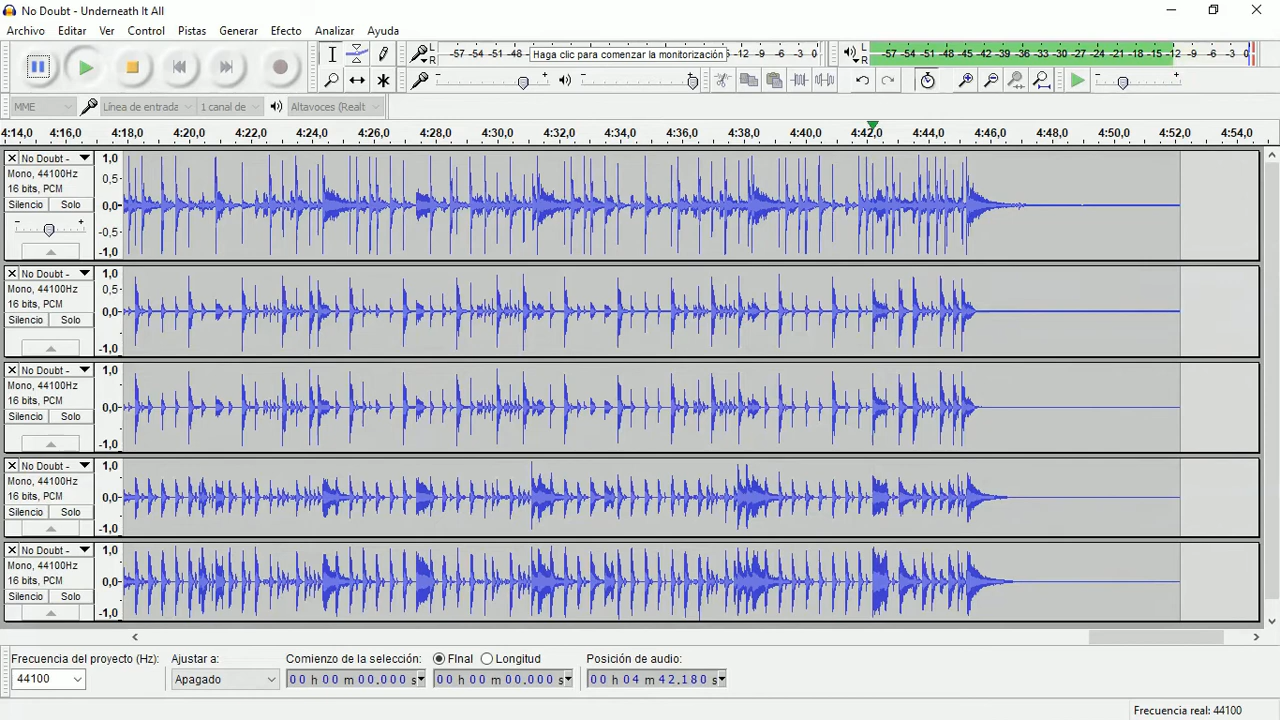 No Doubt - Underneath It All
Archivo Editar Ver Control Pistas Generar Efecto Analizar Ayuda
L R -57 -54 -51 -48 Haga clic para comenzar la monitorización -12 -9 -6 -3 0
L R -57 -54 -51 -48 -45 -42 -39 -36 -33 -30 -27 -24 -21 -18 -15 -12 -9 -6 -3 0
MME Línea de entrada 1 canal de Altavoces (Realt
4:14,0 4:16,0 4:18,0 4:20,0 4:22,0 4:24,0 4:26,0 4:28,0 4:30,0 4:32,0 4:34,0 4:36,0 4:38,0 4:40,0 4:42,0 4:44,0 4:46,0 4:48,0 4:50,0 4:52,0 4:54,0
No Doubt - 1,0
Mono, 44100Hz 0,5
16 bits, PCM
Silencio Solo 0,0
-0,5
-1,0
No Doubt - 1,0
Mono, 44100Hz 0,5
16 bits, PCM
0,0
Silencio Solo
-1,0
No Doubt - 1,0
Mono, 44100Hz
16 bits, PCM
0,0
Silencio Solo
-1,0
No Doubt - 1,0
Mono, 44100Hz
16 bits, PCM 0,0
Silencio Solo
-1,0
No Doubt - 1,0
Mono, 44100Hz
16 bits, PCM 0,0
Silencio Solo
-1,0
Frecuencia del proyecto (Hz): Ajustar a: Comienzo de la selección: FInal Longitud Posición de audio:
44100 Apagado 00 h 00 m 00.000 s 00 h 00 m 00.000 s 00 h 04 m 42.180 s
Frecuencia real: 44100